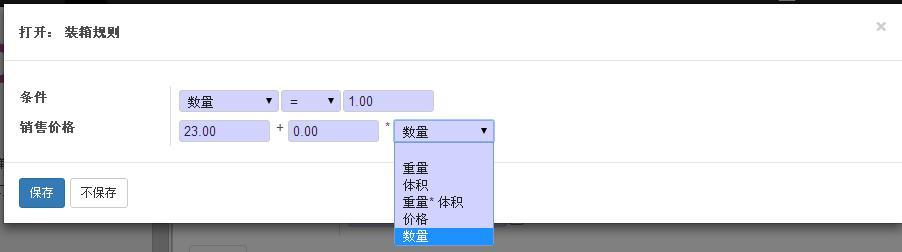 打开： 装箱规则
×
条件
数量 = 1.00
销售价格
23.00 + 0.00 * 数量
重量
体积
重量* 体积
价格
数量
保存 不保存